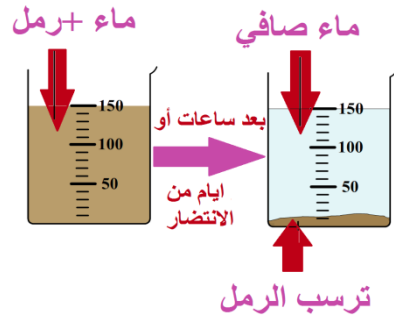 ماء +رمل
ماء صافي
150
100
50
بعد ساعات أو
ايام من
الانتضار
150
100
50
ترسب الرمل